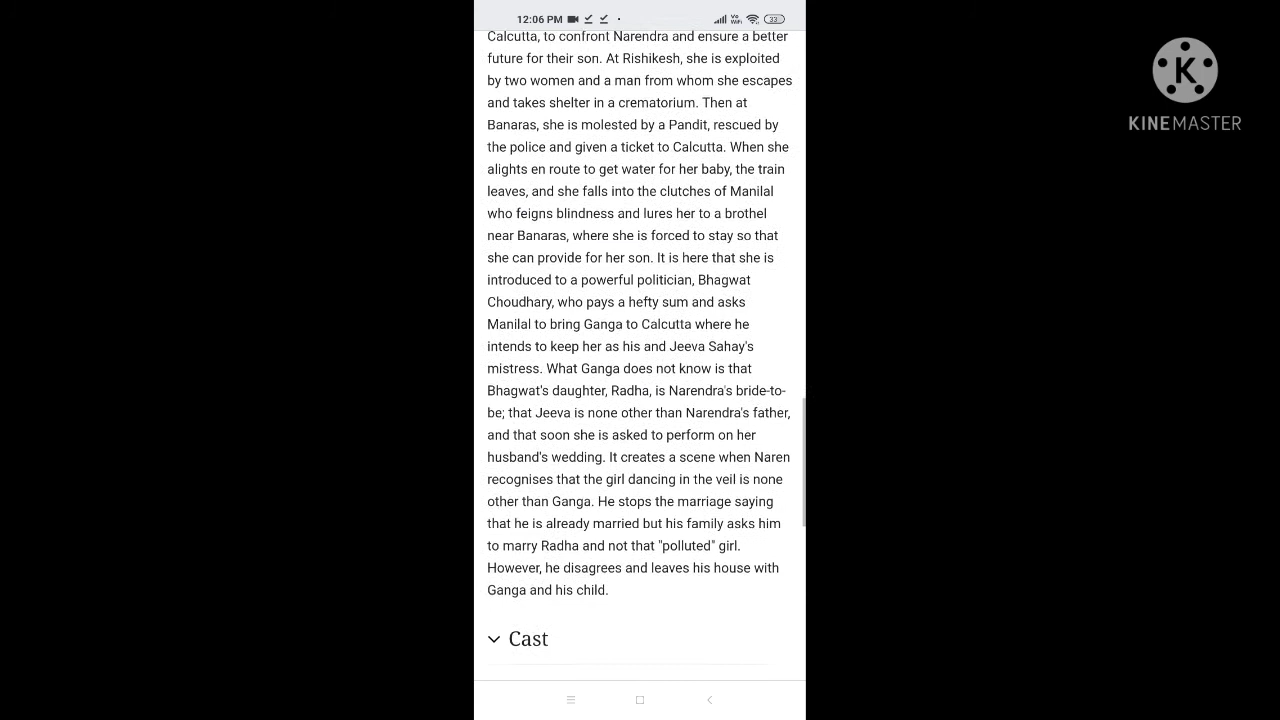 12:06 PM
Vo WiFi
33
Calcutta, to confront Narendra and ensure a better
future for their son. At Rishikesh, she is exploited
by two women and a man from whom she escapes
and takes shelter in a crematorium. Then at
Banaras, she is molested by a Pandit, rescued by
the police and given a ticket to Calcutta. When she
alights en route to get water for her baby, the train
leaves, and she falls into the clutches of Manilal
who feigns blindness and lures her to a brothel
near Banaras, where she is forced to stay so that
she can provide for her son. It is here that she is
introduced to a powerful politician, Bhagwat
Choudhary, who pays a hefty sum and asks
Manilal to bring Ganga to Calcutta where he
intends to keep her as his and Jeeva Sahay's
mistress. What Ganga does not know is that
Bhagwat's daughter, Radha, is Narendra's bride-to-
be; that Jeeva is none other than Narendra's father,
and that soon she is asked to perform on her
husband's wedding. It creates a scene when Naren
recognises that the girl dancing in the veil is none
other than Ganga. He stops the marriage saying
that he is already married but his family asks him
to marry Radha and not that "polluted" girl.
However, he disagrees and leaves his house with
Ganga and his child.
Cast
K
KINEMASTER